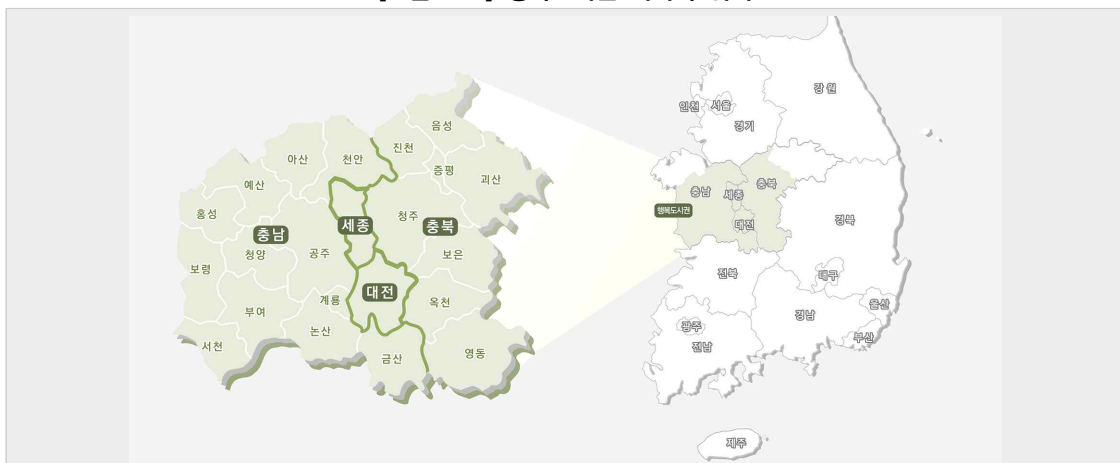 음성
진천
아산
천안
증평
괴산
예산
홍성
청주
세종
충북
충남
청양
공주
보은
보령
대전
계룡
옥천
부여
논산
서천
금산
영동
강원
인천
서울
경기
충남
세종
충북
행복도시권
대전
경북
전북
대구
울산
경남
광주
부산
전남
제주